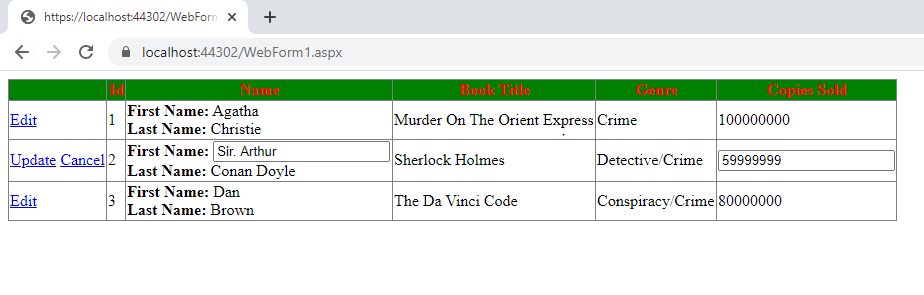 https://localhost:44302/WebForm
localhost:44302/WebForm1.aspx
Id Name Book Title Genre Copies Sold
Edit 1 First Name: Agatha Murder On The Orient Express Crime 100000000
Last Name: Christie
Update Cancel 2 First Name: Sir. Arthur Sherlock Holmes Detective/Crime 59999999
Last Name: Conan Doyle
Edit 3 First Name: Dan The Da Vinci Code Conspiracy/Crime 80000000
Last Name: Brown